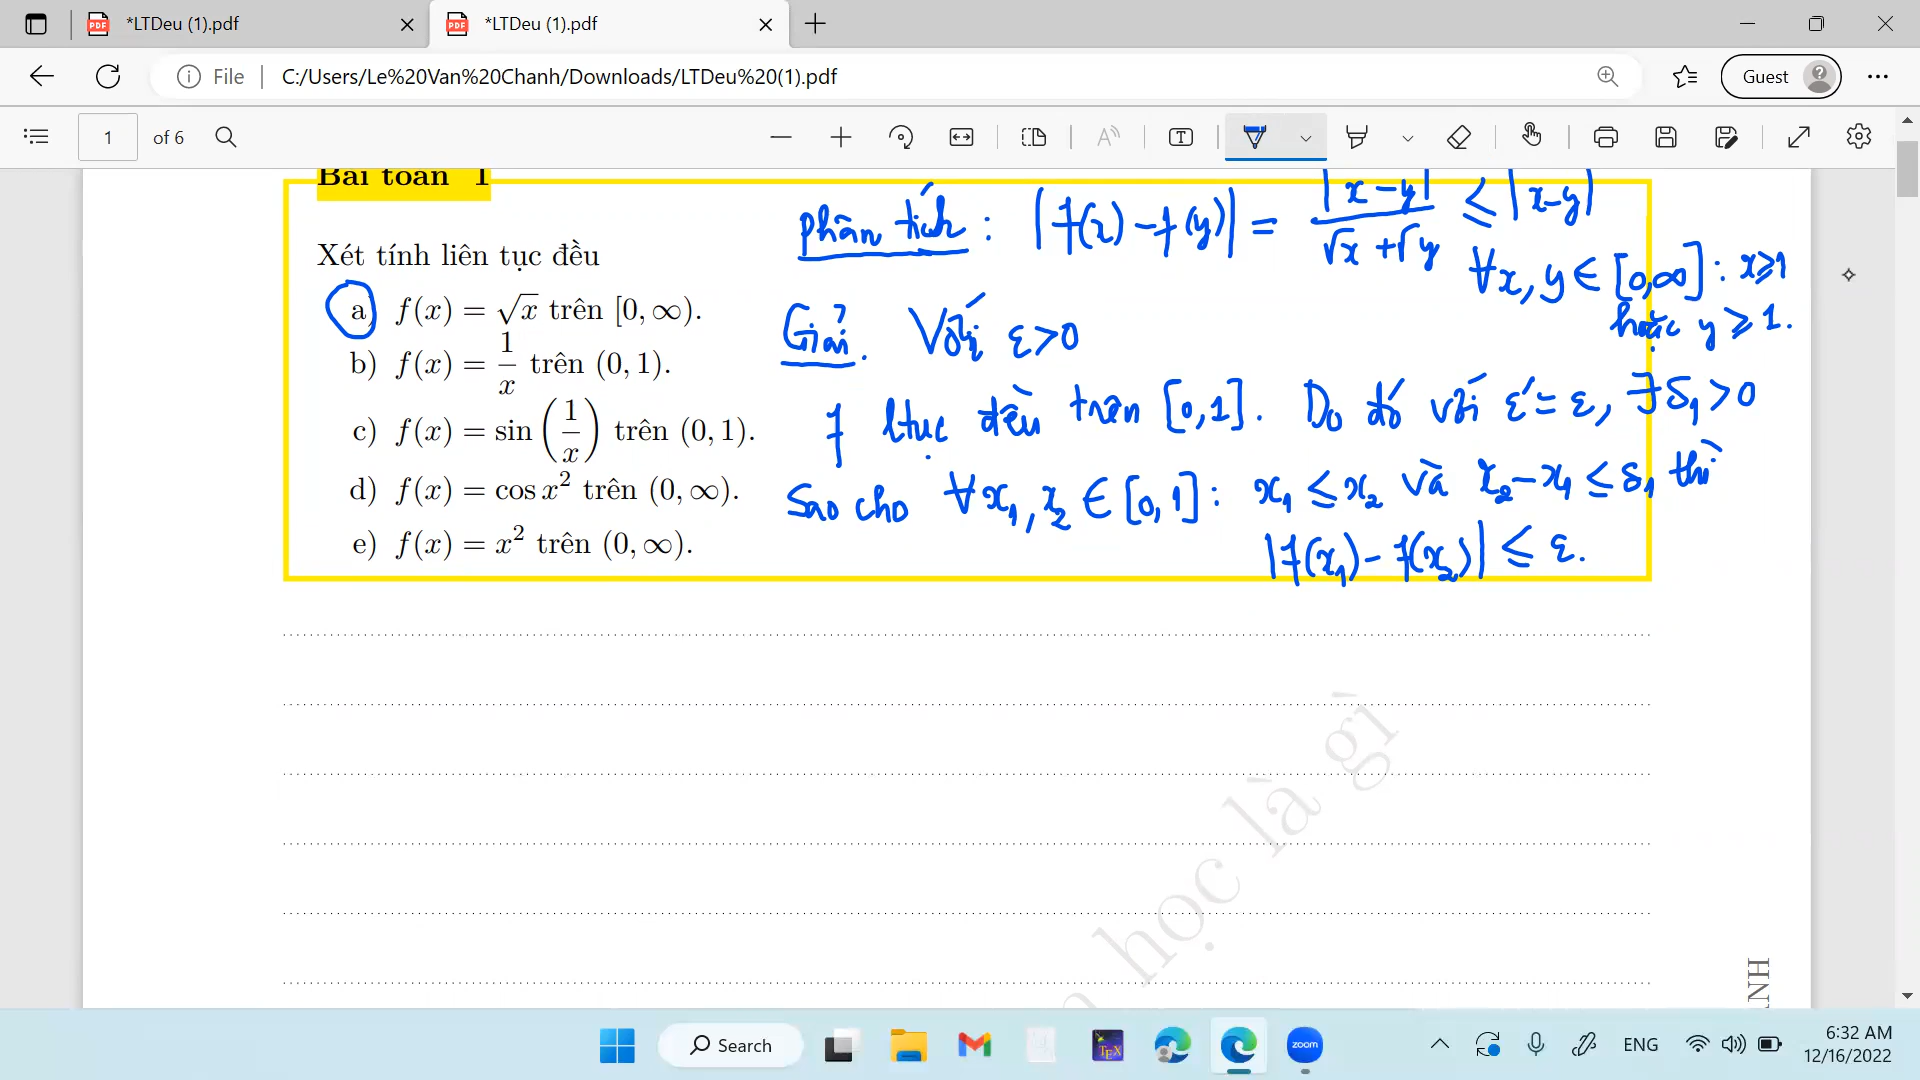 *LTDeu (1).pdf
*LTDeu (1).pdf
File
C:/Users/Le%20Van%20Chanh/Downloads/LTDeu%20(1).pdf
Guest
1 of 6
Bài toán 1
Phân tích : |f(x) - f(y)| = |x-y| / (√x + √y) ≤ |x-y|
∀x, y ∈ [0,∞] : x ≥ 1
hoặc y ≥ 1.
Xét tính liên tục đều
a) f(x) = √x trên [0, ∞).
b) f(x) = 1/x trên (0, 1).
c) f(x) = sin (1/x) trên (0, 1).
d) f(x) = cos x² trên (0, ∞).
e) f(x) = x² trên (0, ∞).
Giải. Với ε>0
f ltục đều trên [0,1]. Do đó với ε' = ε, ∃ δ₁ > 0
Sao cho ∀x₁, x₂ ∈ [0,1] : x₁ ≤ x₂ và x₂ - x₁ ≤ δ₁ thì
|f(x₁) - f(x₂)| ≤ ε.
học là gì
Search
zoom
ENG
6:32 AM
12/16/2022